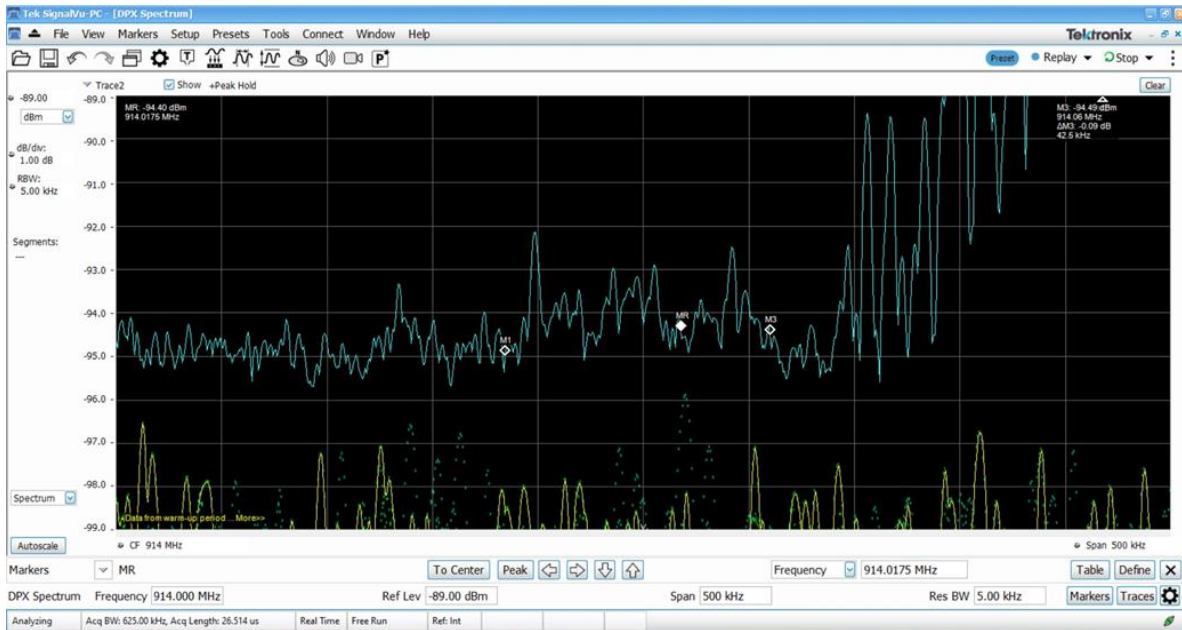 Tek SignalVu-PC - [DPX Spectrum]
File View Markers Setup Presets Tools Connect Window Help
Tektronix
T P*
Preset Replay Stop
Trace2 Show +Peak Hold Clear
-89.00
dBm
dB/div:
1.00 dB
RBW:
5.00 kHz
Segments:
---
Spectrum
Autoscale
-89.0
-90.0
-91.0
-92.0
-93.0
-94.0
-95.0
-96.0
-97.0
-98.0
-99.0
MR: -94.40 dBm
914.0175 MHz
M3: -94.49 dBm
914.06 MHz
ΔM3: -0.09 dB
42.5 kHz
M1
MR
M3
Data from warm-up period ... More>>
CF 914 MHz Span 500 kHz
Markers MR To Center Peak Frequency 914.0175 MHz Table Define X
DPX Spectrum Frequency 914.000 MHz Ref Lev -89.00 dBm Span 500 kHz Res BW 5.00 kHz Markers Traces
Analyzing Acq BW: 625.00 kHz, Acq Length: 26.514 us Real Time Free Run Ref: Int